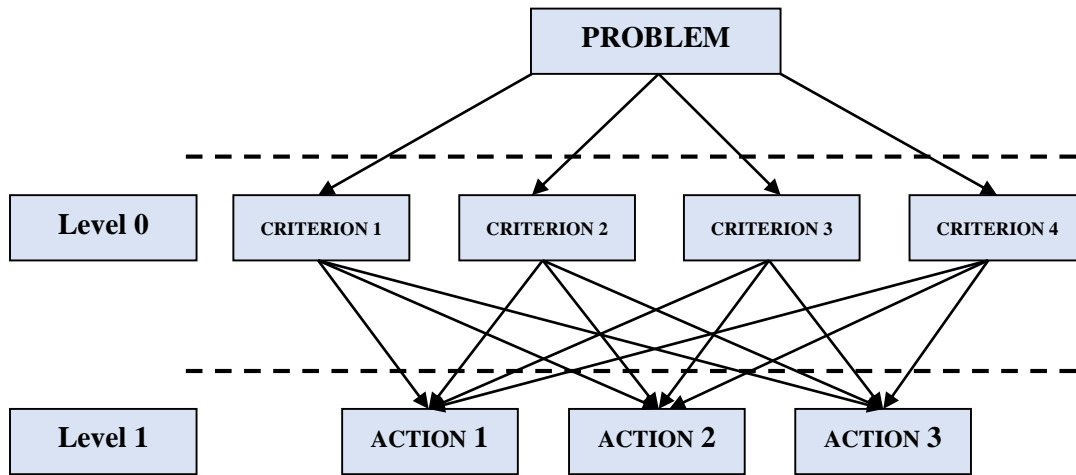 PROBLEM
Level 0
CRITERION 1
CRITERION 2
CRITERION 3
CRITERION 4
Level 1
ACTION 1
ACTION 2
ACTION 3